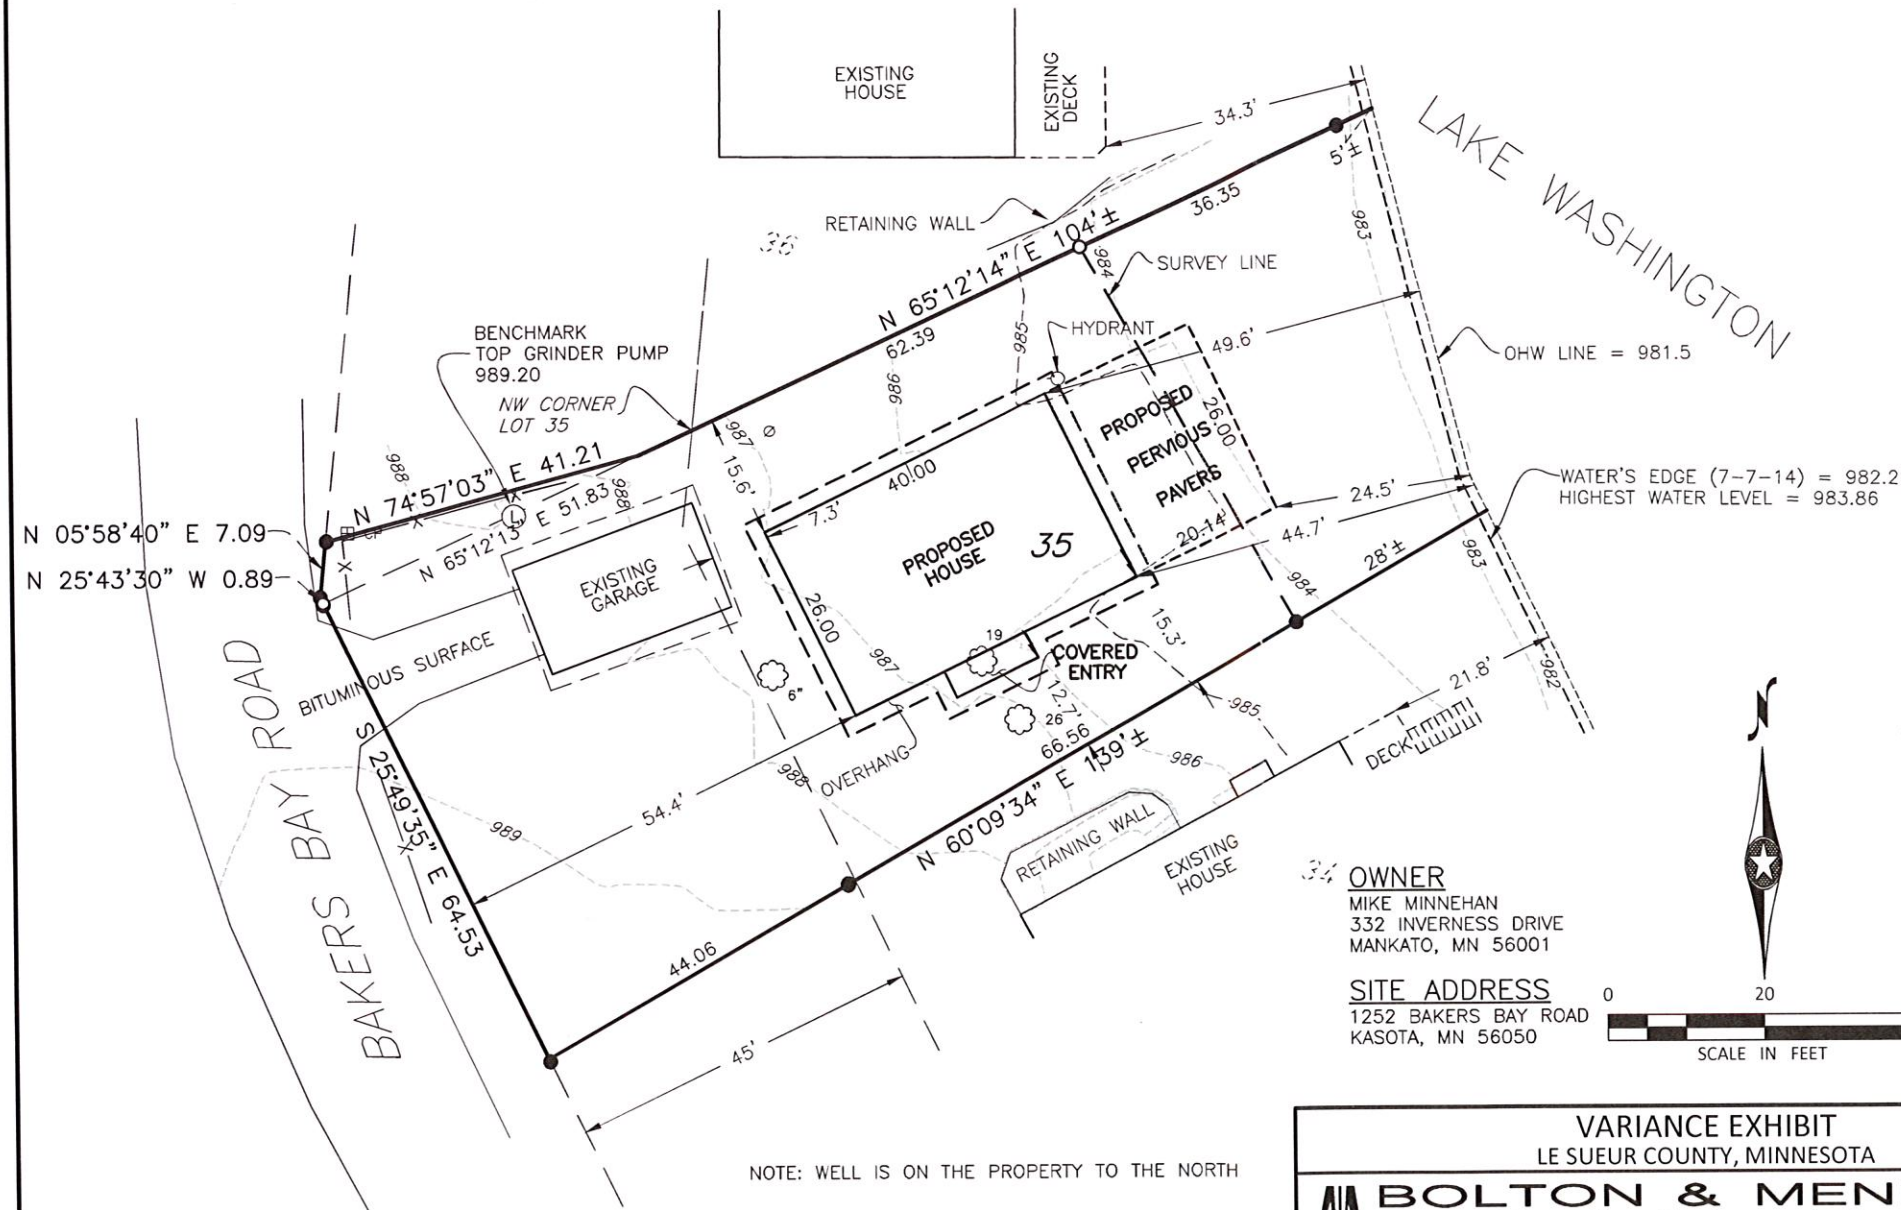 EXISTING
HOUSE
EXISTING
DECK
34.3'
5'±
LAKE WASHINGTON
36.35
RETAINING WALL
36
N 65°12'14" E 104'±
62.39
984
983
SURVEY LINE
985
HYDRANT
49.6'
OHW LINE = 981.5
BENCHMARK
TOP GRINDER PUMP
989.20
NW CORNER
LOT 35
986
987
15.6'
988
N 74°57'03" E 41.21
988
N 65°12'13" E 51.83
L
N 05°58'40" E 7.09
N 25°43'30" W 0.89
EXISTING
GARAGE
7.3'
40.00
PROPOSED
HOUSE
35
26.00
PROPOSED
PERVIOUS
PAVERS
26.00
20.14'
24.5'
44.7'
28'±
WATER'S EDGE (7-7-14) = 982.2
HIGHEST WATER LEVEL = 983.86
983
984
982
BITUMINOUS SURFACE
6"
987
19
COVERED
ENTRY
15.3'
12.7'
26
66.56
985
986
21.8'
DECK
988
OVERHANG
N 60°09'34" E 139'±
RETAINING WALL
EXISTING
HOUSE
34
54.4'
989
S 25°49'35" E 64.53
BAKERS BAY ROAD
44.06
45'
OWNER
MIKE MINNEHAN
332 INVERNESS DRIVE
MANKATO, MN 56001
SITE ADDRESS
1252 BAKERS BAY ROAD
KASOTA, MN 56050
N
0 20
SCALE IN FEET
NOTE: WELL IS ON THE PROPERTY TO THE NORTH
VARIANCE EXHIBIT
LE SUEUR COUNTY, MINNESOTA
BOLTON & MEN